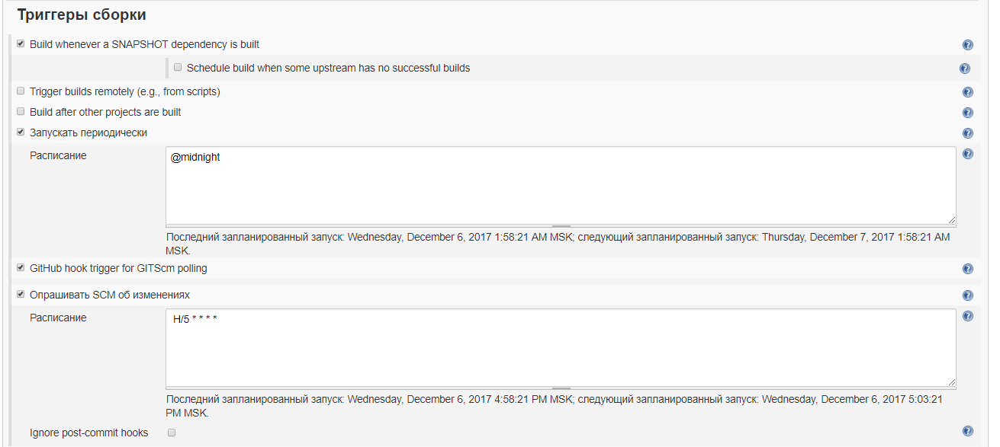 Триггеры сборки
Build whenever a SNAPSHOT dependency is built
Schedule build when some upstream has no successful builds
Trigger builds remotely (e.g., from scripts)
Build after other projects are built
Запускать периодически
Расписание
@midnight
Последний запланированный запуск: Wednesday, December 6, 2017 1:58:21 AM MSK; следующий запланированный запуск: Thursday, December 7, 2017 1:58:21 AM
MSK.
GitHub hook trigger for GITScm polling
Опрашивать SCM об изменениях
Расписание
H/5 * * * *
Последний запланированный запуск: Wednesday, December 6, 2017 4:58:21 PM MSK; следующий запланированный запуск: Wednesday, December 6, 2017 5:03:21
PM MSK.
Ignore post-commit hooks